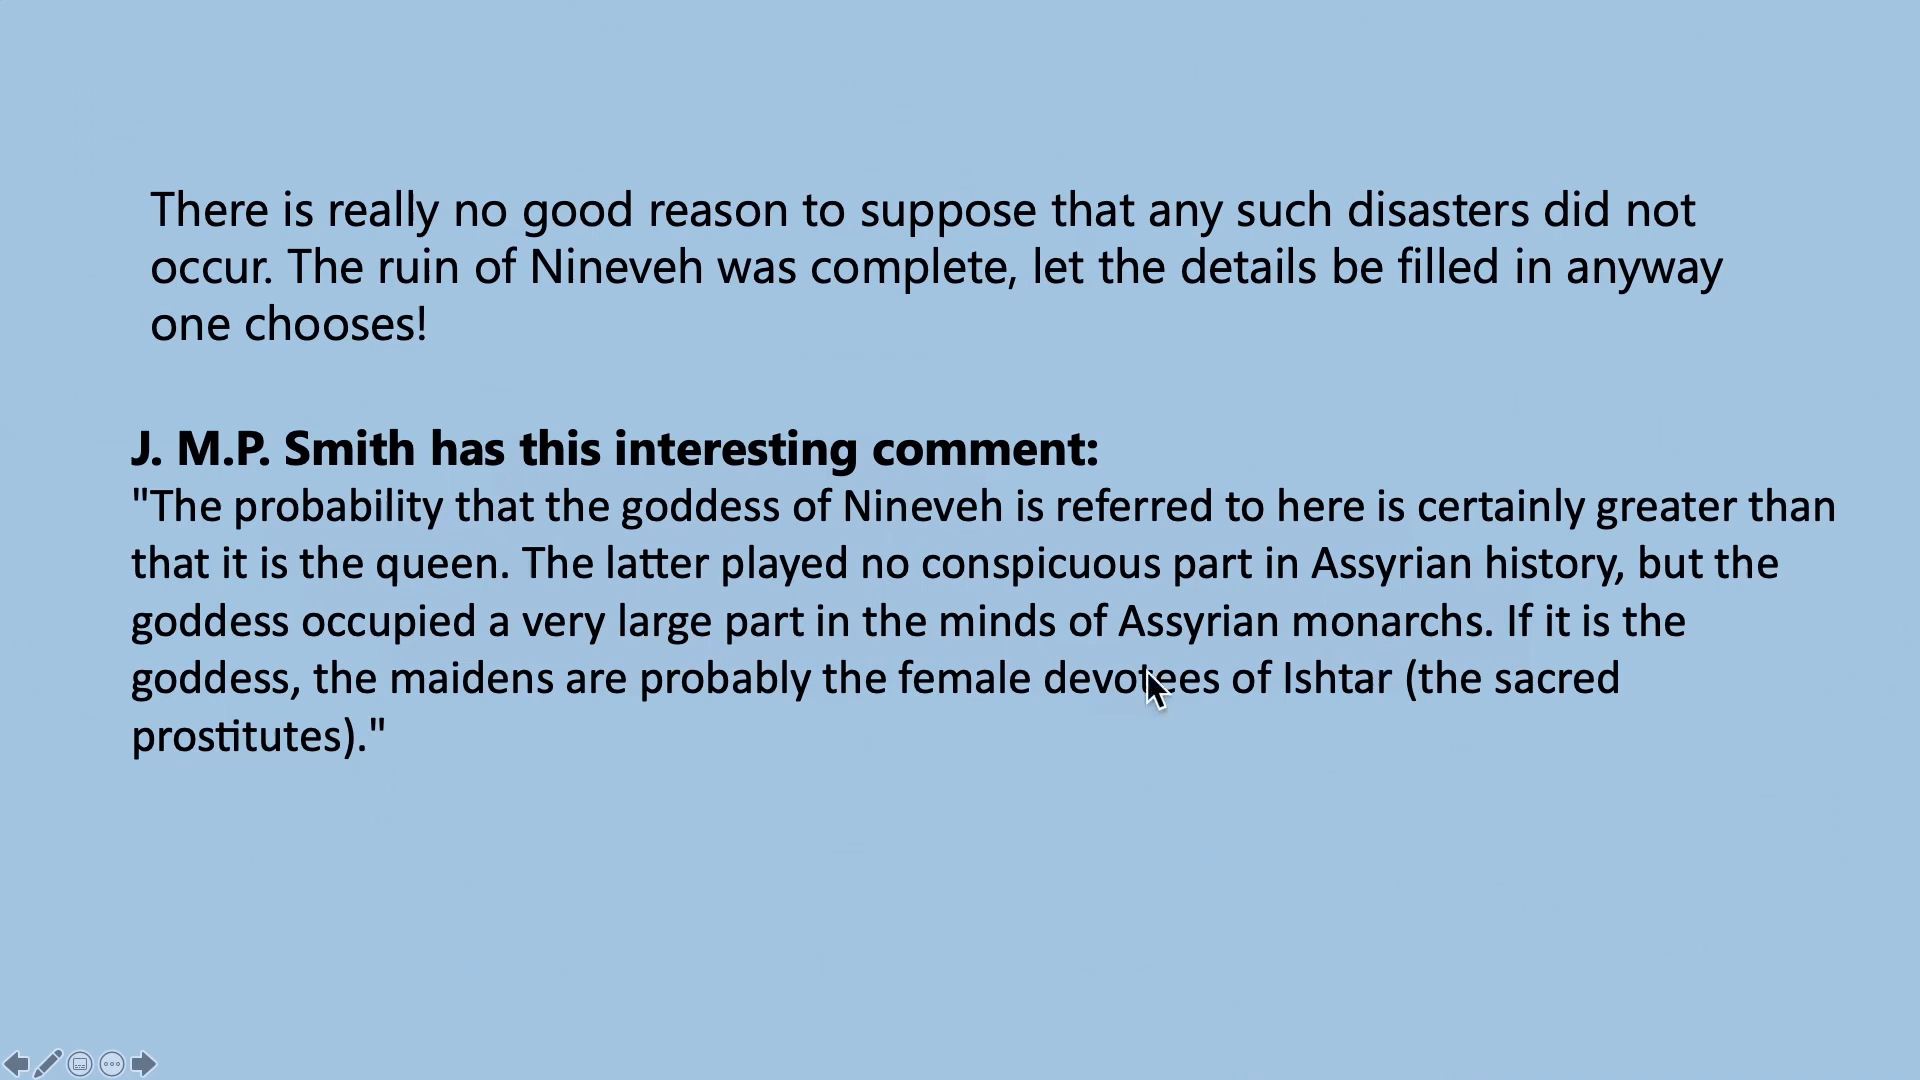 There is really no good reason to suppose that any such disasters did not
occur. The ruin of Nineveh was complete, let the details be filled in anyway
one chooses!
J. M.P. Smith has this interesting comment:
"The probability that the goddess of Nineveh is referred to here is certainly greater than
that it is the queen. The latter played no conspicuous part in Assyrian history, but the
goddess occupied a very large part in the minds of Assyrian monarchs. If it is the
goddess, the maidens are probably the female devotees of Ishtar (the sacred
prostitutes)."